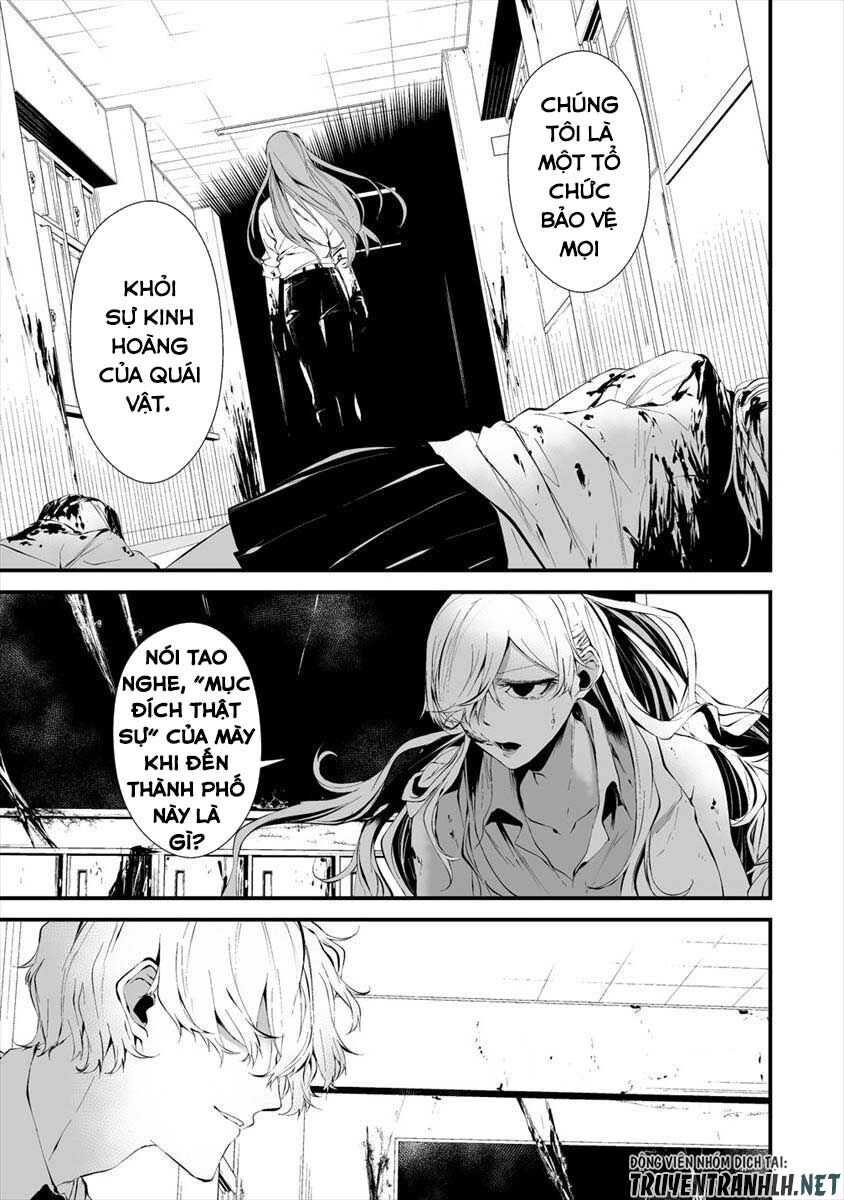 CHÚNG
TÔI LÀ
MỘT TỔ
CHỨC
BẢO VỆ
MỌI
KHỎI
SỰ KINH
HOÀNG
CỦA QUÁI
VẬT.
NÓI TAO
NGHE, “MỤC
ĐÍCH THẬT
SỰ” CỦA MÀY
KHI ĐẾN
THÀNH PHỐ
NÀY LÀ
GÌ?
ĐỘNG VIÊN NHÓM DỊCH TẠI:
TRUYENTRANHLH.NET